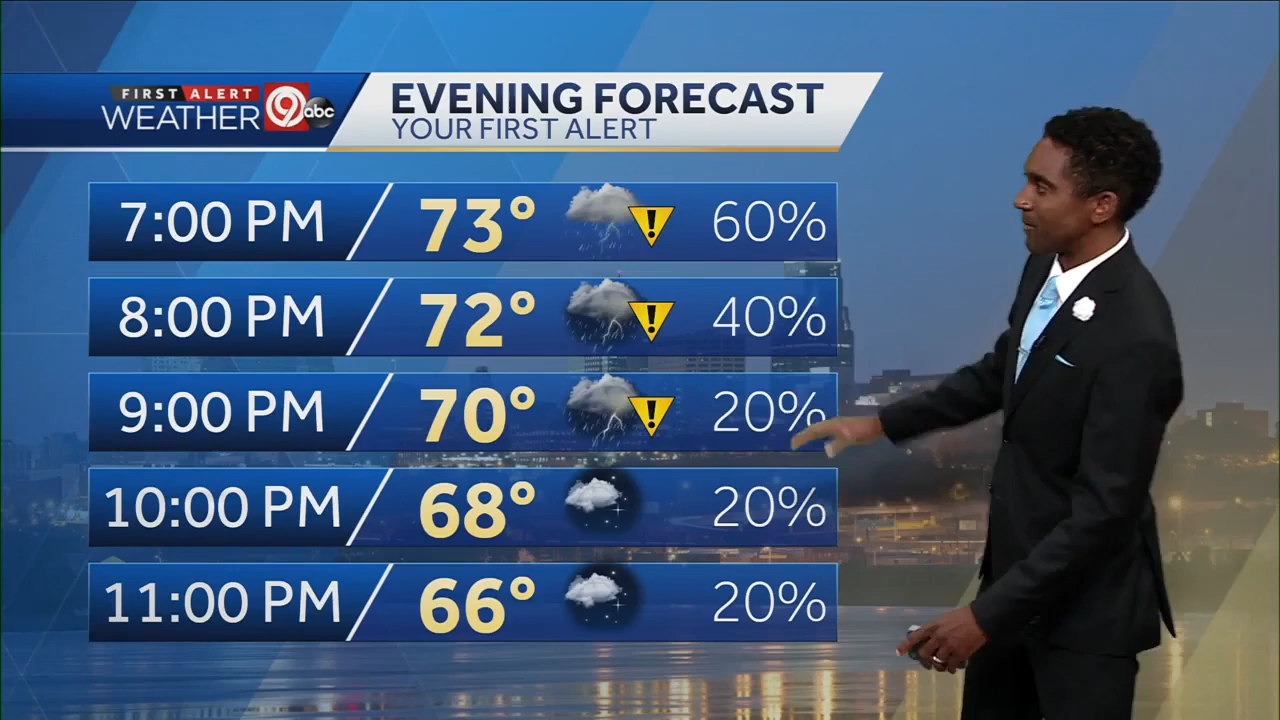 FIRST ALERT
WEATHER 9 abc
EVENING FORECAST
YOUR FIRST ALERT
7:00 PM 73° ! 60%
8:00 PM 72° ! 40%
9:00 PM 70° ! 20%
10:00 PM 68° 20%
11:00 PM 66° 20%